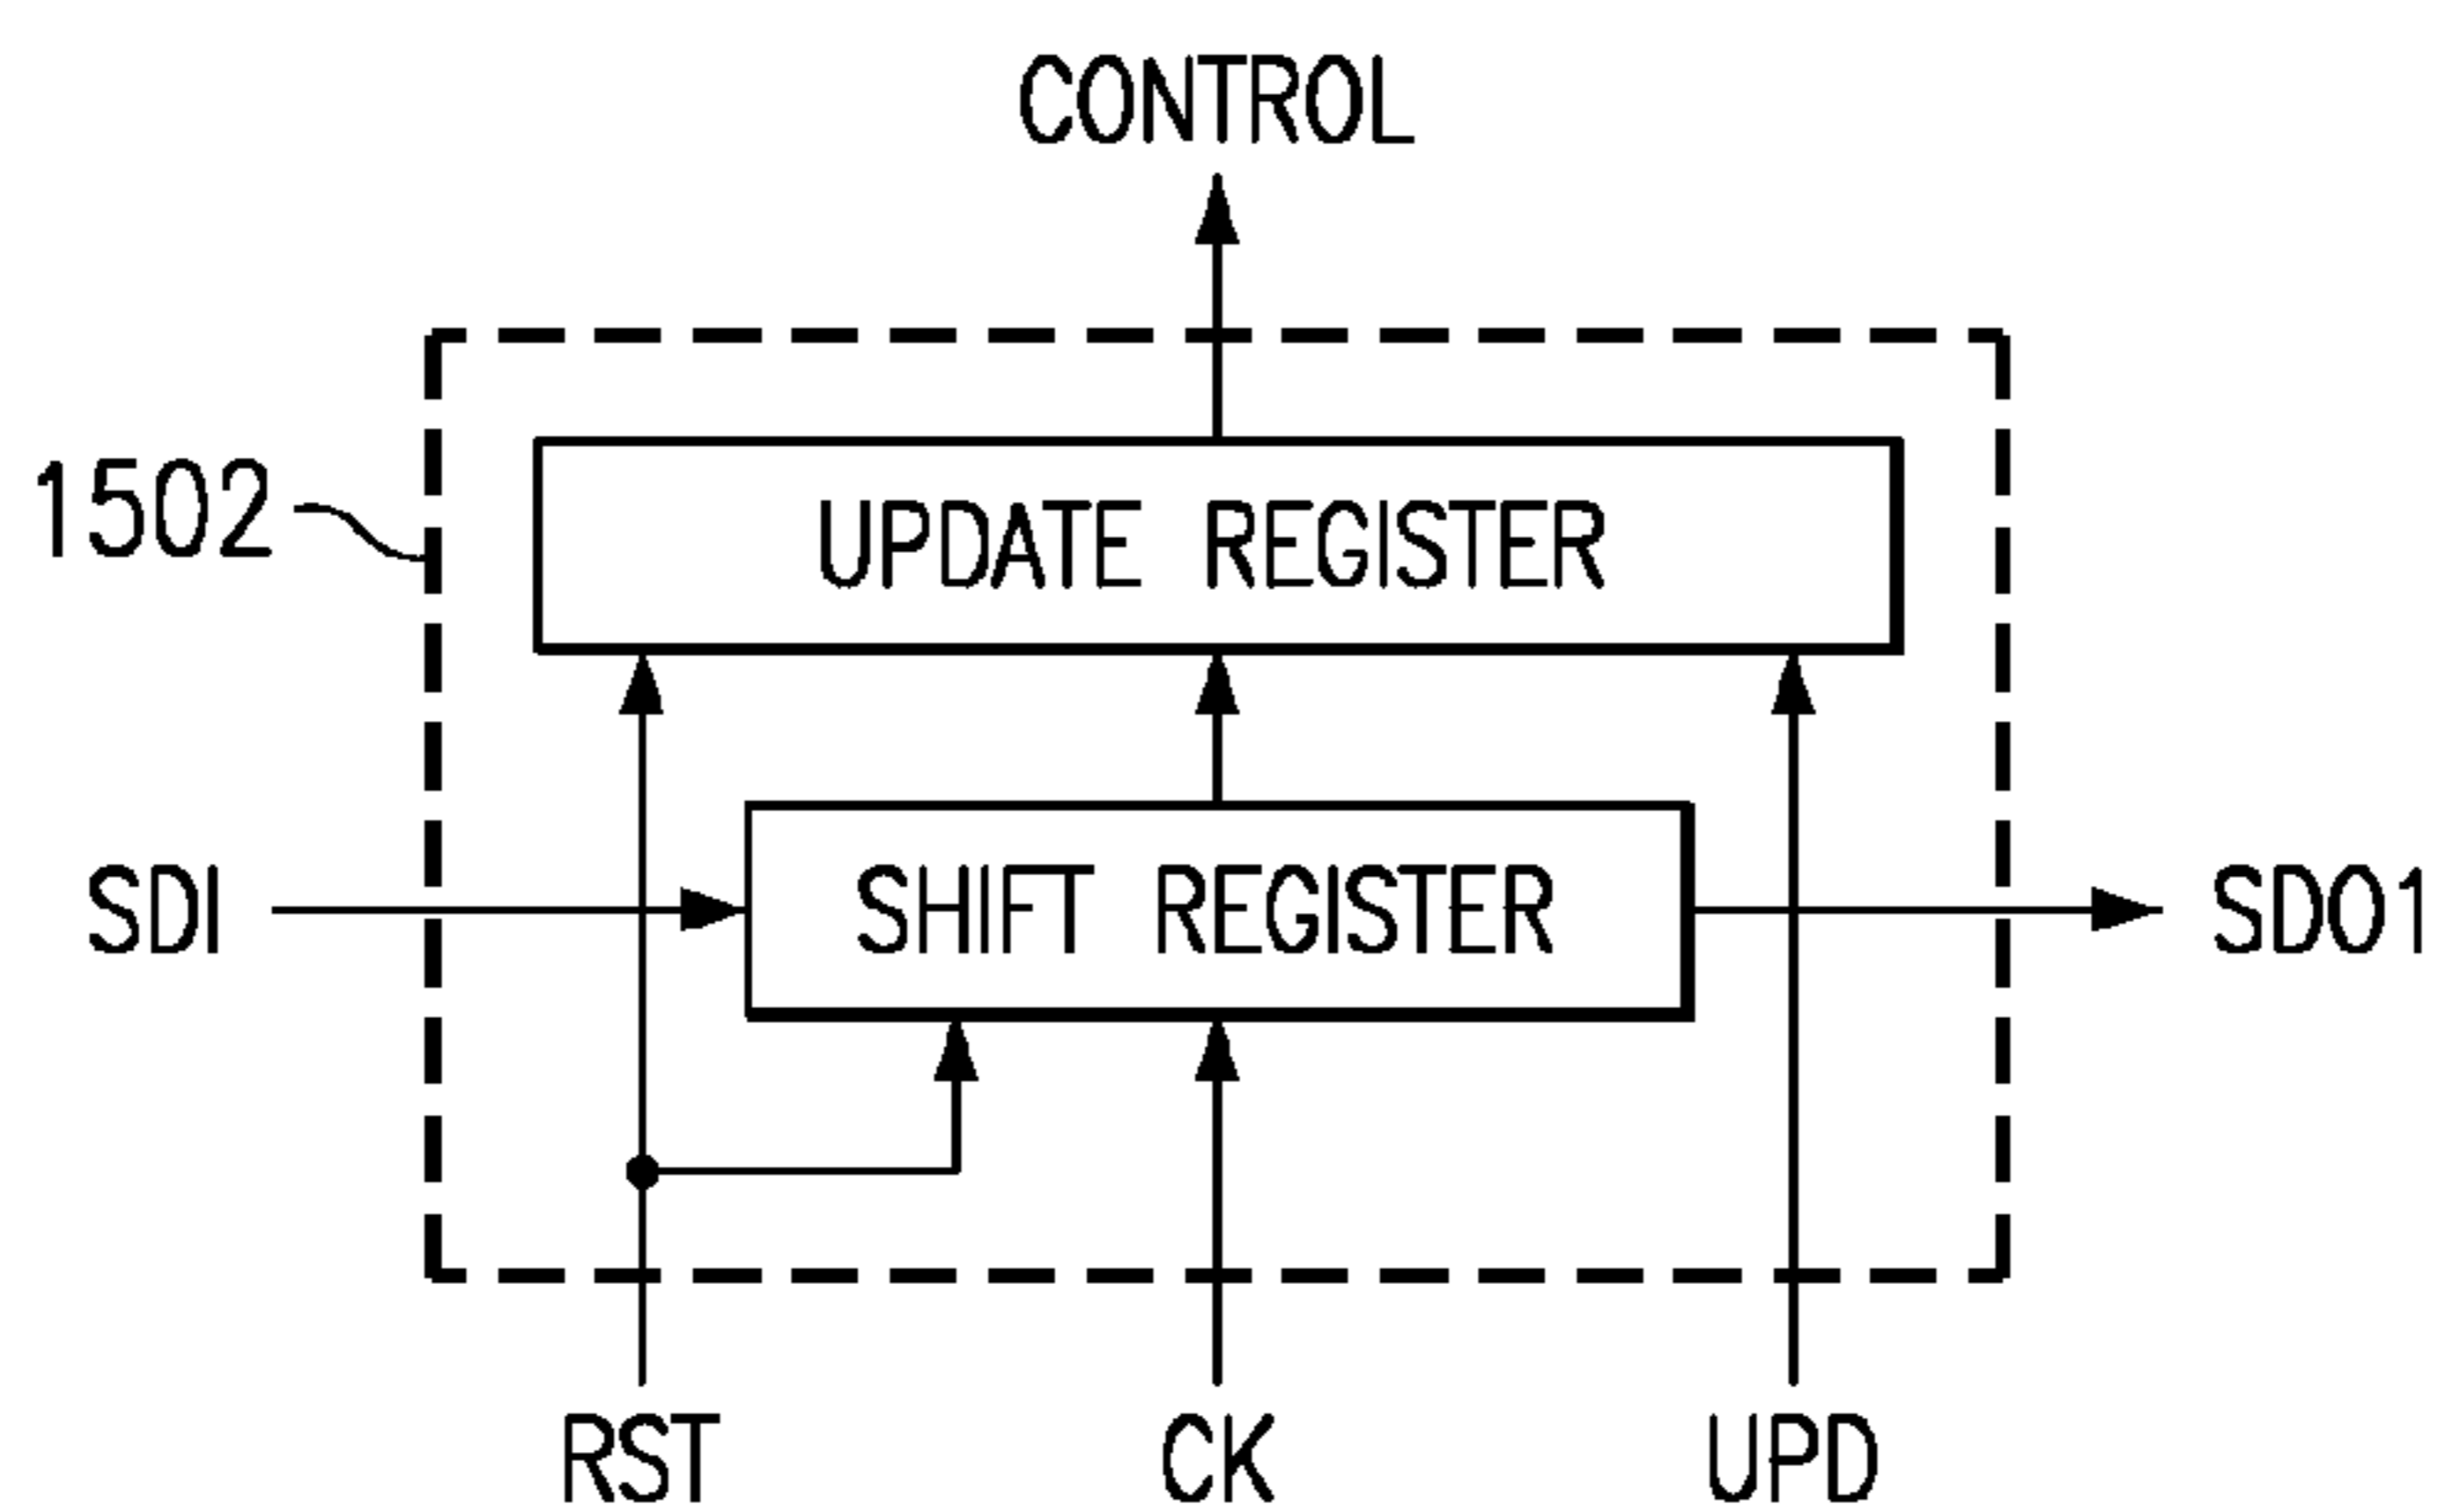 CONTROL
1502
UPDATE REGISTER
SDI
SHIFT REGISTER
SDO1
RST
CK
UPD